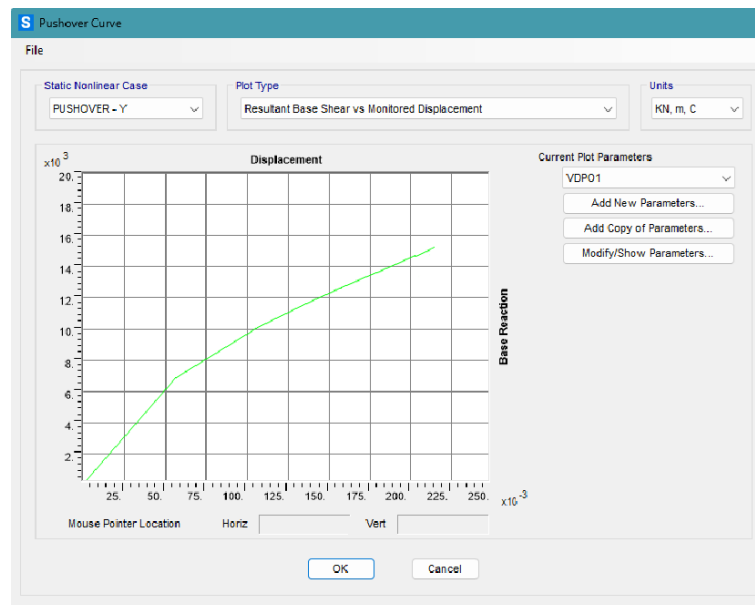 S Pushover Curve
File
Static Nonlinear Case
PUSHOVER - Y
Plot Type
Resultant Base Shear vs Monitored Displacement
Units
KN, m, C
x10 3
Displacement
20.
18.
16.
14.
12.
10.
8.
6.
4.
2.
25. 50. 75. 100. 125. 150. 175. 200. 225. 250. x10 -3
Base Reaction
Current Plot Parameters
VDPO1
Add New Parameters...
Add Copy of Parameters...
Modify/Show Parameters...
Mouse Pointer Location Horiz Vert
OK Cancel